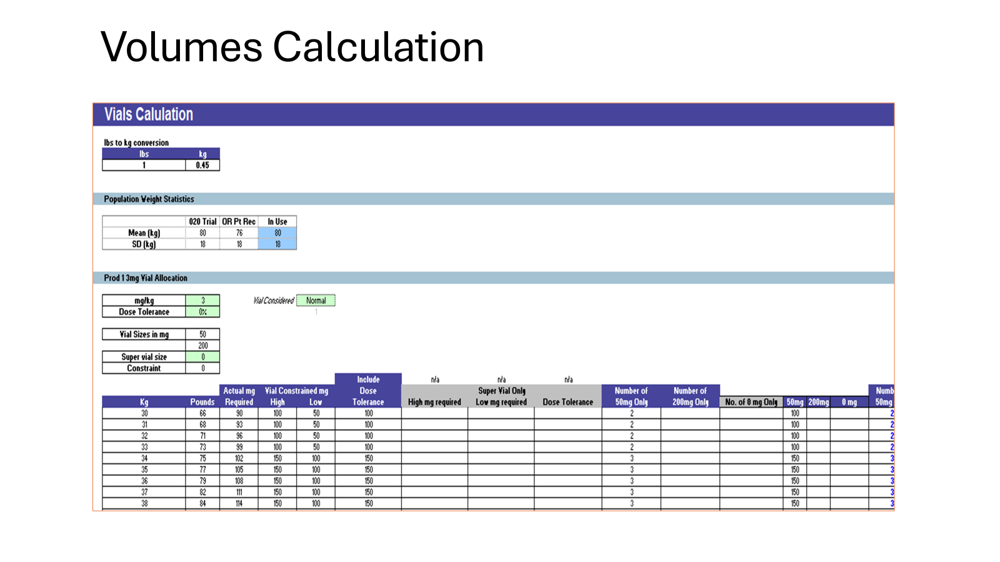 Volumes Calculation
Vials Calulation
lbs to kg conversion
lbs kg
1 0.45
Population Weight Statistics
020 Trial OR Pt Rec In Use
Mean (kg) 80 76 80
SD (kg) 18 18 18
Prod 1 3mg Vial Allocation
mg/kg 3 Vial Considered Normal
Dose Tolerance 0% 1
Vial Sizes in mg 50
200
Super vial size 0
Constraint 0
Include n/a n/a n/a
Actual mg Vial Constrained mg Dose Super Vial Only Number of Number of Numb
Kg Pounds Required High Low Tolerance High mg required Low mg required Dose Tolerance 50mg Only 200mg Only No. of 0 mg Only 50mg 200mg 0 mg 50mg
30 66 90 100 50 100 2 100 2
31 68 93 100 50 100 2 100 2
32 71 96 100 50 100 2 100 2
33 73 99 100 50 100 2 100 2
34 75 102 150 100 150 3 150 3
35 77 105 150 100 150 3 150 3
36 79 108 150 100 150 3 150 3
37 82 111 150 100 150 3 150 3
38 84 114 150 100 150 3 150 3